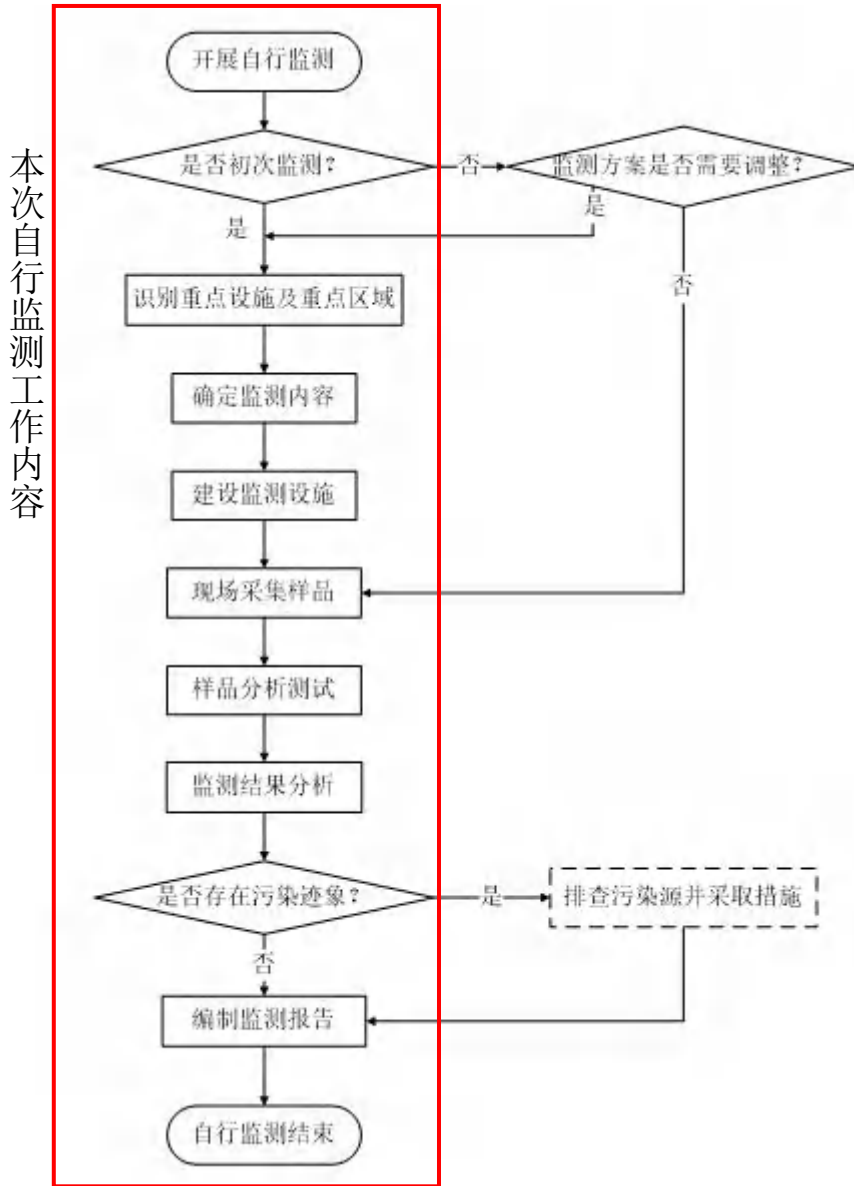 本次自行监测工作内容
开展自行监测
是否初次监测？
否
监测方案是否需要调整？
是
是
否
识别重点设施及重点区域
确定监测内容
建设监测设施
现场采集样品
样品分析测试
监测结果分析
是否存在污染迹象？
是
排查污染源并采取措施
否
编制监测报告
自行监测结束